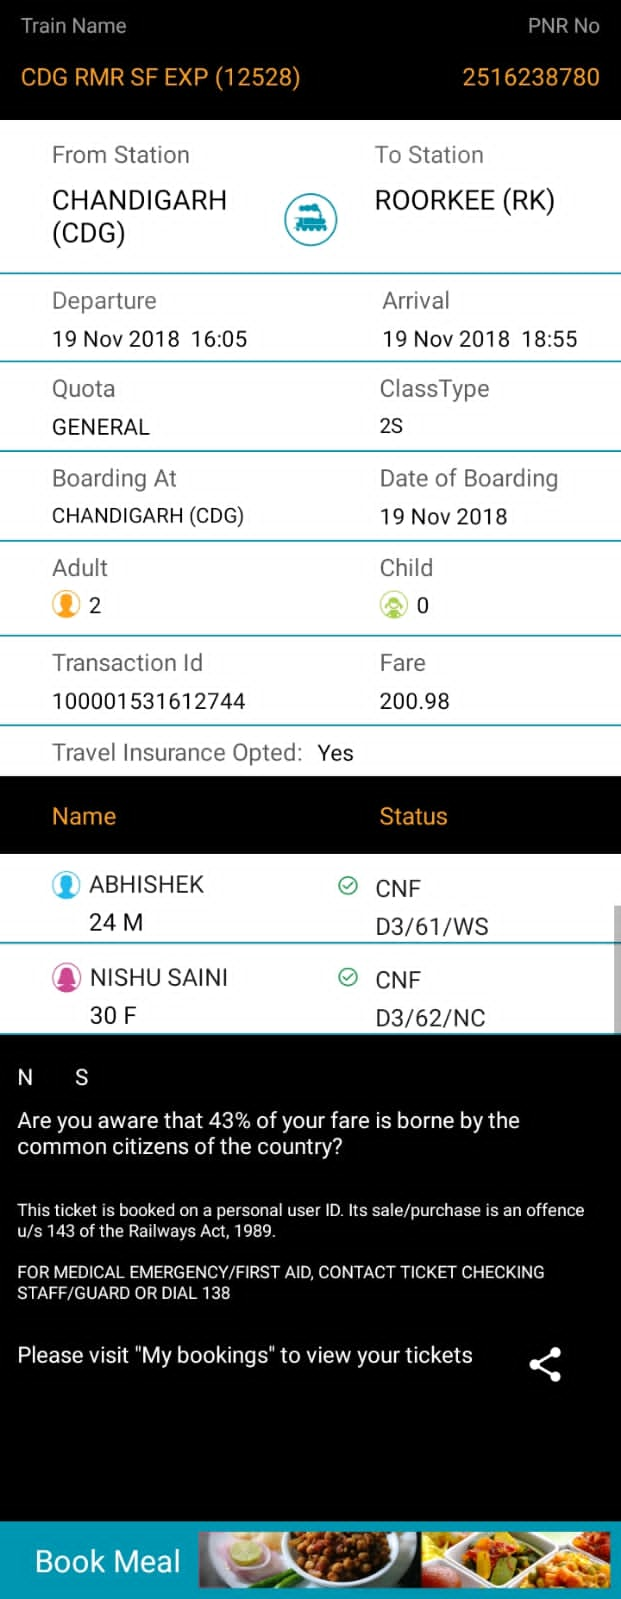 Train Name PNR No
CDG RMR SF EXP (12528) 2516238780
From Station To Station
CHANDIGARH (CDG) ROORKEE (RK)
Departure Arrival
19 Nov 2018 16:05 19 Nov 2018 18:55
Quota ClassType
GENERAL 2S
Boarding At Date of Boarding
CHANDIGARH (CDG) 19 Nov 2018
Adult Child
2 0
Transaction Id Fare
100001531612744 200.98
Travel Insurance Opted: Yes
Name Status
ABHISHEK CNF
24 M D3/61/WS
NISHU SAINI CNF
30 F D3/62/NC
N S
Are you aware that 43% of your fare is borne by the
common citizens of the country?
This ticket is booked on a personal user ID. Its sale/purchase is an offence
u/s 143 of the Railways Act, 1989.
FOR MEDICAL EMERGENCY/FIRST AID, CONTACT TICKET CHECKING
STAFF/GUARD OR DIAL 138
Please visit "My bookings" to view your tickets
Book Meal